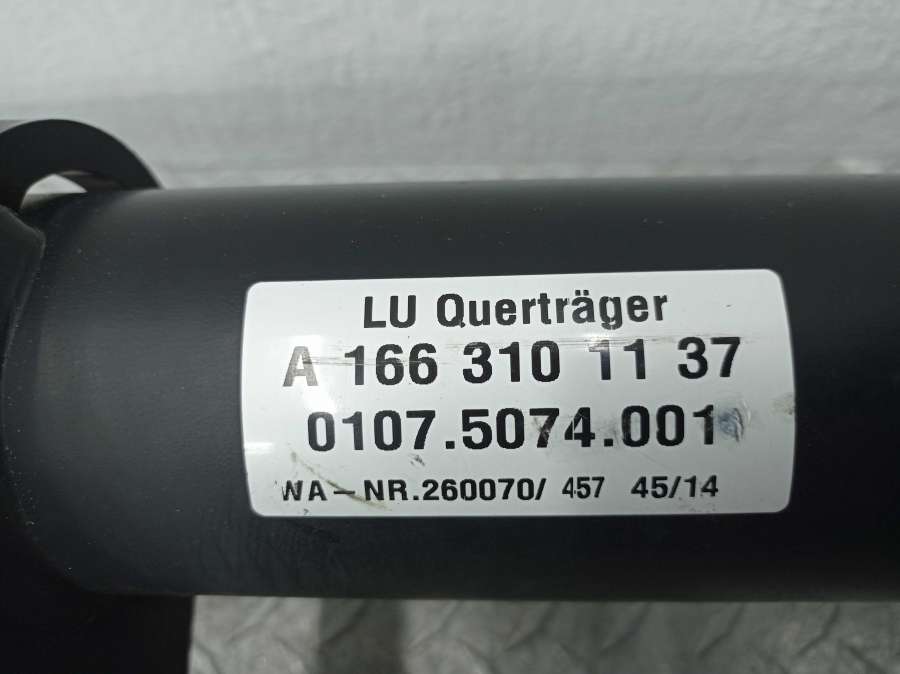 LU Querträger
A 166 310 11 37
0107.5074.001
WA-NR.260070/ 457 45/14